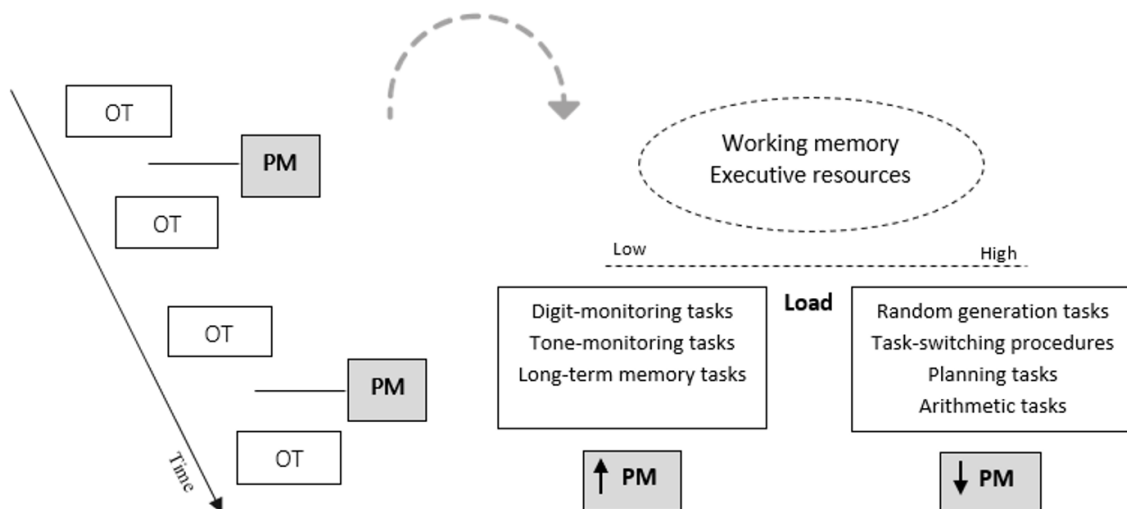 OT
PM
OT
OT
PM
OT
Time
Working memory
Executive resources
Low
High
Load
Digit-monitoring tasks
Tone-monitoring tasks
Long-term memory tasks
Random generation tasks
Task-switching procedures
Planning tasks
Arithmetic tasks
PM
PM